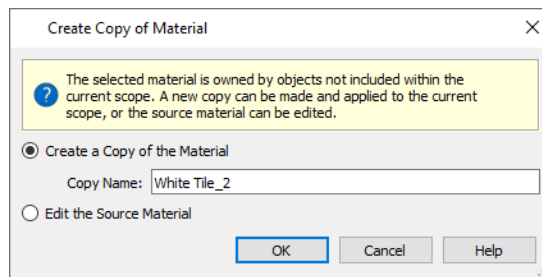 Create Copy of Material
The selected material is owned by objects not included within the
current scope. A new copy can be made and applied to the current
scope, or the source material can be edited.
Create a Copy of the Material
Copy Name: White Tile_2
Edit the Source Material
OK Cancel Help